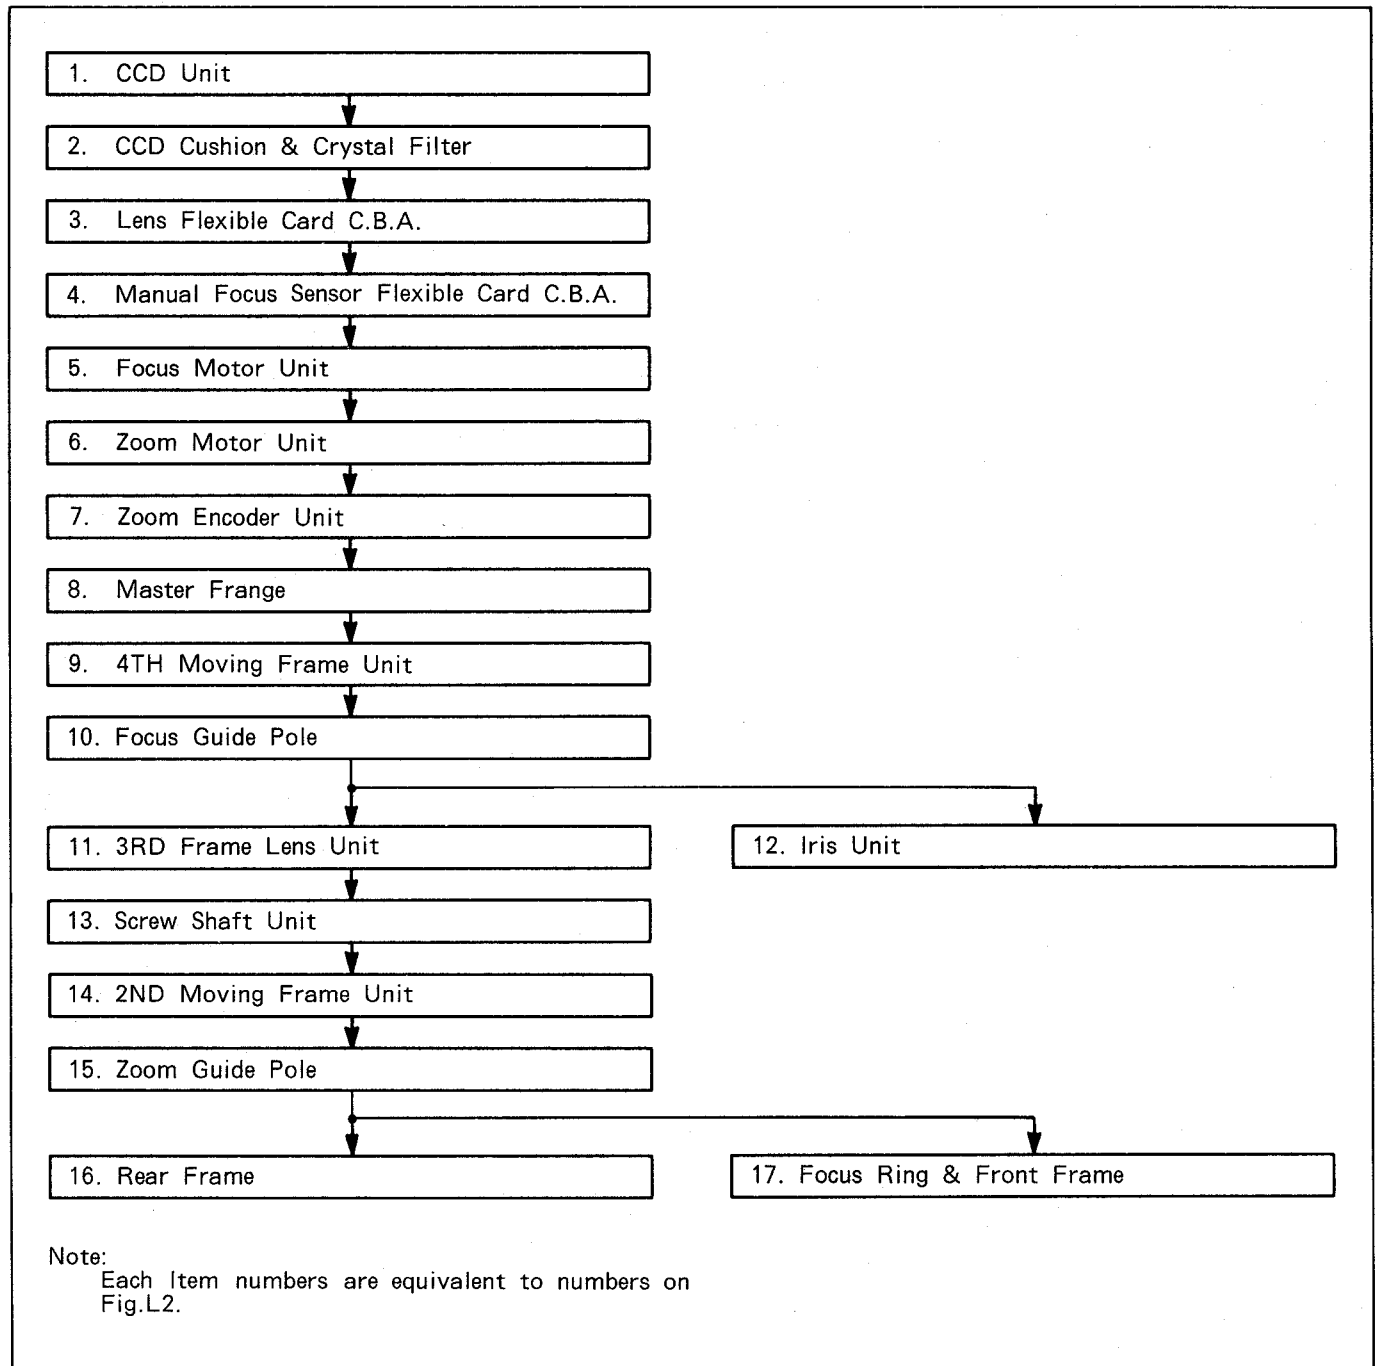 1. CCD Unit
2. CCD Cushion & Crystal Filter
3. Lens Flexible Card C.B.A.
4. Manual Focus Sensor Flexible Card C.B.A.
5. Focus Motor Unit
6. Zoom Motor Unit
7. Zoom Encoder Unit
8. Master Frange
9. 4TH Moving Frame Unit
10. Focus Guide Pole
11. 3RD Frame Lens Unit
12. Iris Unit
13. Screw Shaft Unit
14. 2ND Moving Frame Unit
15. Zoom Guide Pole
16. Rear Frame
17. Focus Ring & Front Frame
Note:
Each Item numbers are equivalent to numbers on
Fig.L2.